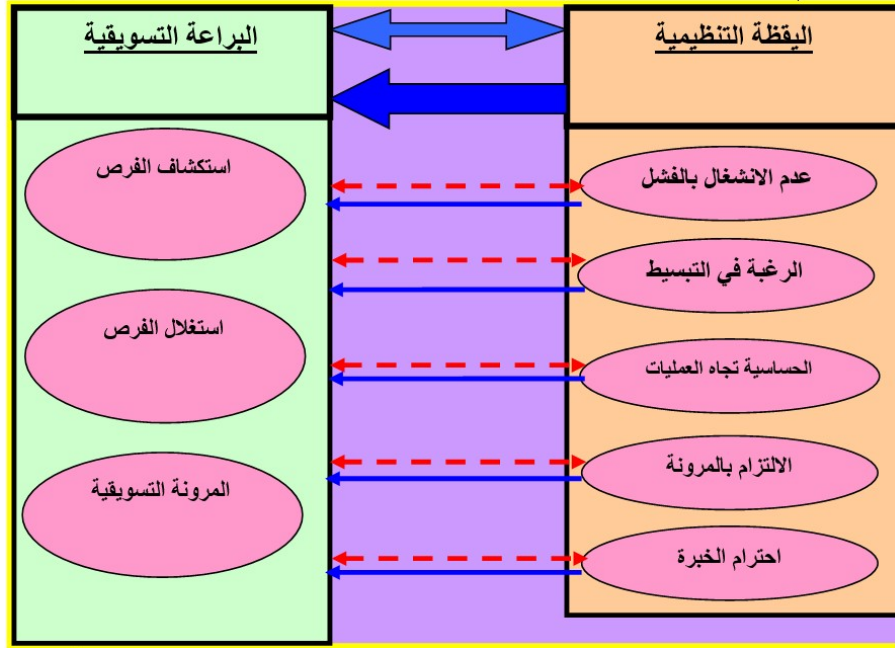 اليقظة التنظيمية
عدم الانشغال بالفشل
الرغبة في التبسيط
الحساسية تجاه العمليات
الالتزام بالمرونة
احترام الخبرة
البراعة التسويقية
استكشاف الفرص
استغلال الفرص
المرونة التسويقية